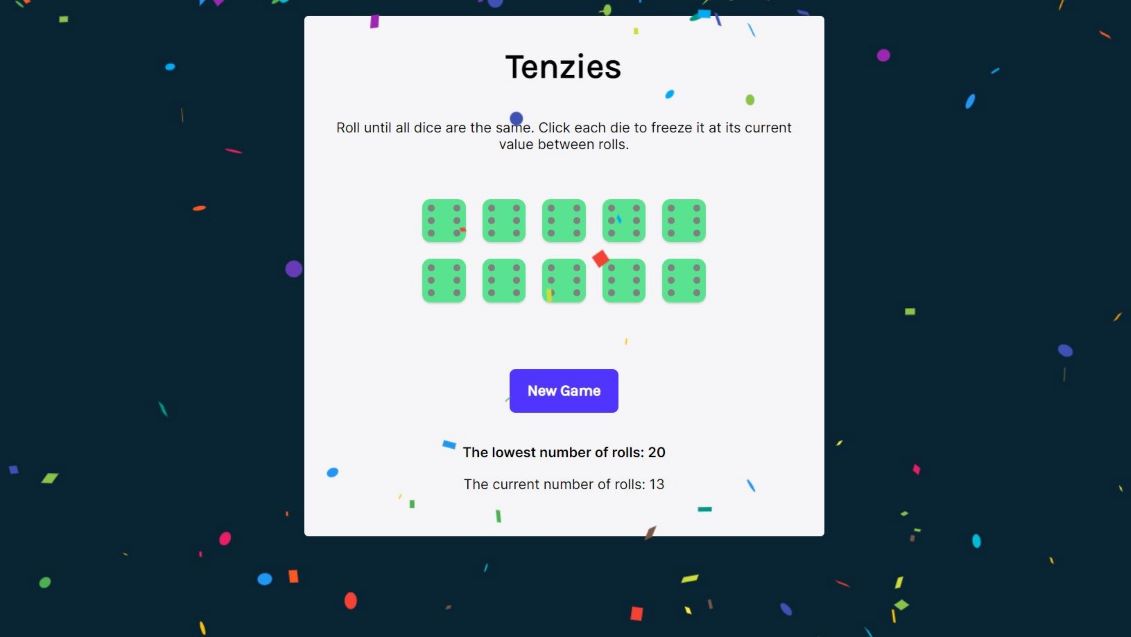 Tenzies
Roll until all dice are the same. Click each die to freeze it at its current
value between rolls.
New Game
The lowest number of rolls: 20
The current number of rolls: 13